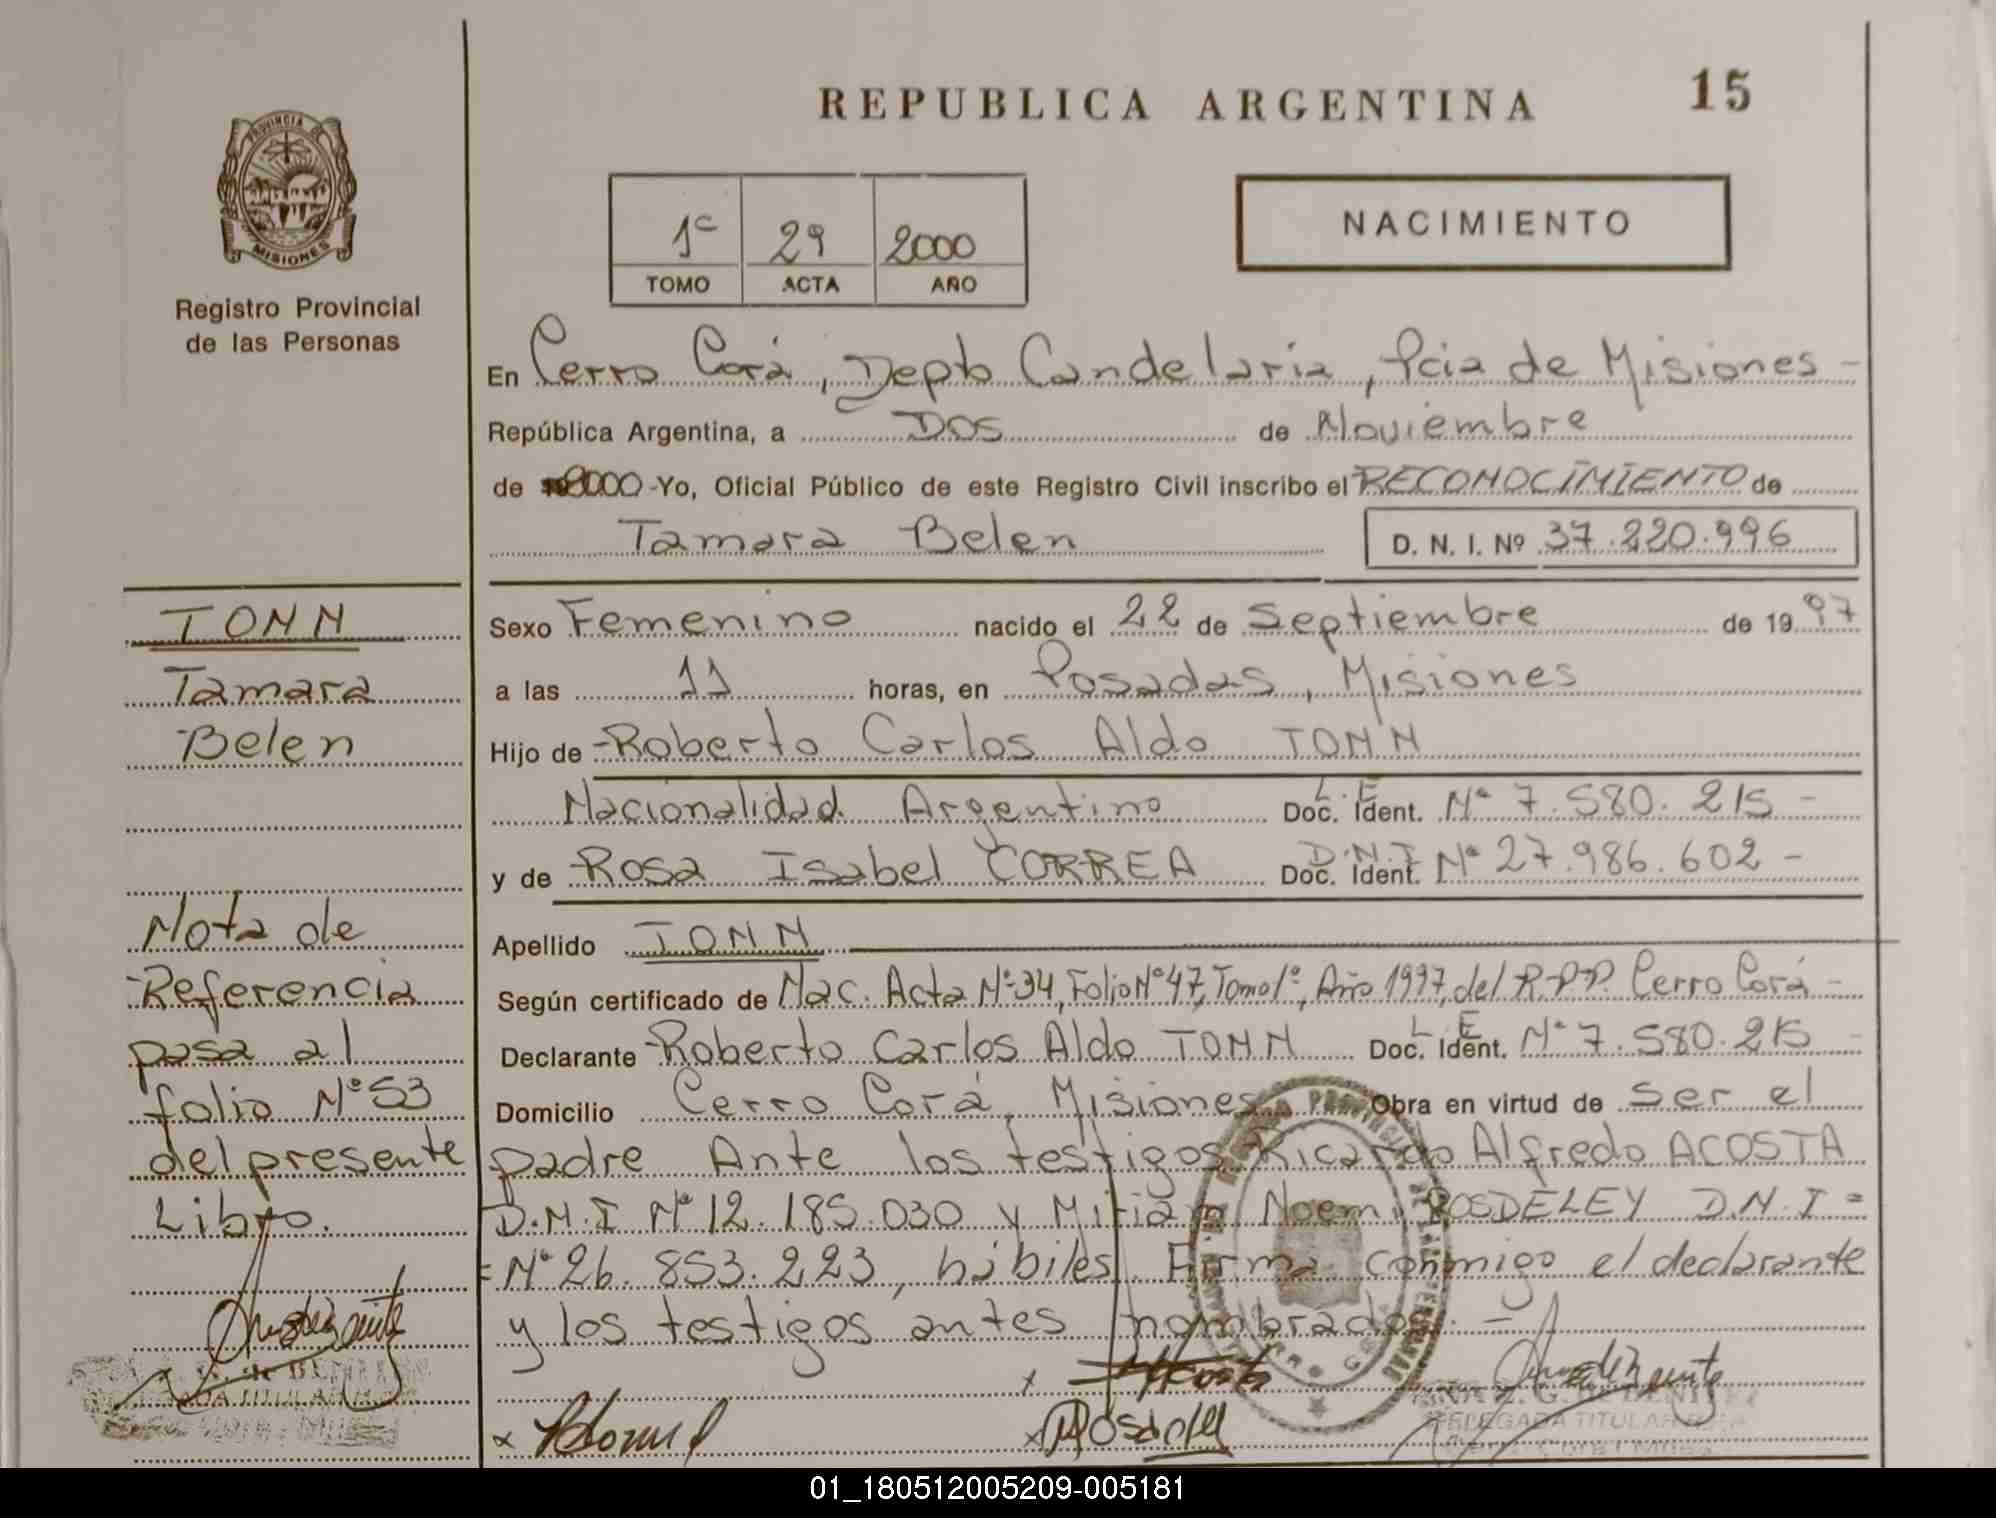 REPUBLICA ARGENTINA
15
PROVINCIA DE
MISIONES
Registro Provincial
de las Personas
1º 29 2000
TOMO ACTA AÑO
NACIMIENTO
En Cerro Corá, Depto Candelaria, Pcia de Misiones -
República Argentina, a Dos de Noviembre
de 2000 - Yo, Oficial Público de este Registro Civil inscribo el RECONOCIMIENTO de
Tamara Belen D. N. I. Nº 37.220.996
TONN
Tamara
Belen
Sexo Femenino nacido el 22 de Septiembre de 1997
a las 11 horas, en Posadas, Misiones
Hijo de Roberto Carlos Aldo TONN
Nacionalidad Argentino L.E Doc. Ident. Nº 7.580.215 -
y de Rosa Isabel CORREA D.N.I Doc. Ident. Nº 27.986.602 -
Apellido TONN
Según certificado de Nac. Acta Nº 34, Folio Nº 47, Tomo 1º, Año 1997, del R.P.P Cerro Corá -
Declarante Roberto Carlos Aldo TONN L.E Doc. Ident. Nº 7.580.215 -
Domicilio Cerro Corá, Misiones Obra en virtud de ser el
padre Ante los testigos Ricardo Alfredo ACOSTA
D.N.I Nº 12.185.030 y Miriam Noemi ROSDELEY D.N.I =
= Nº 26.853.223, hábiles. Firma conmigo el declarante
y los testigos antes nombrados. -
Nota de
Referencia
pasa al
folio Nº 53
del presente
Libro.
DELEGADA TITULAR
01_180512005209-005181